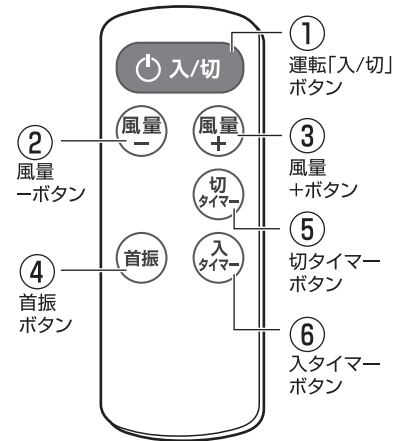 入/切
①
運転「入/切」
ボタン
風量
−
風量
+
②
風量
−ボタン
③
風量
+ボタン
切
タイマー
⑤
切タイマー
ボタン
首振
入
タイマー
④
首振
ボタン
⑥
入タイマー
ボタン